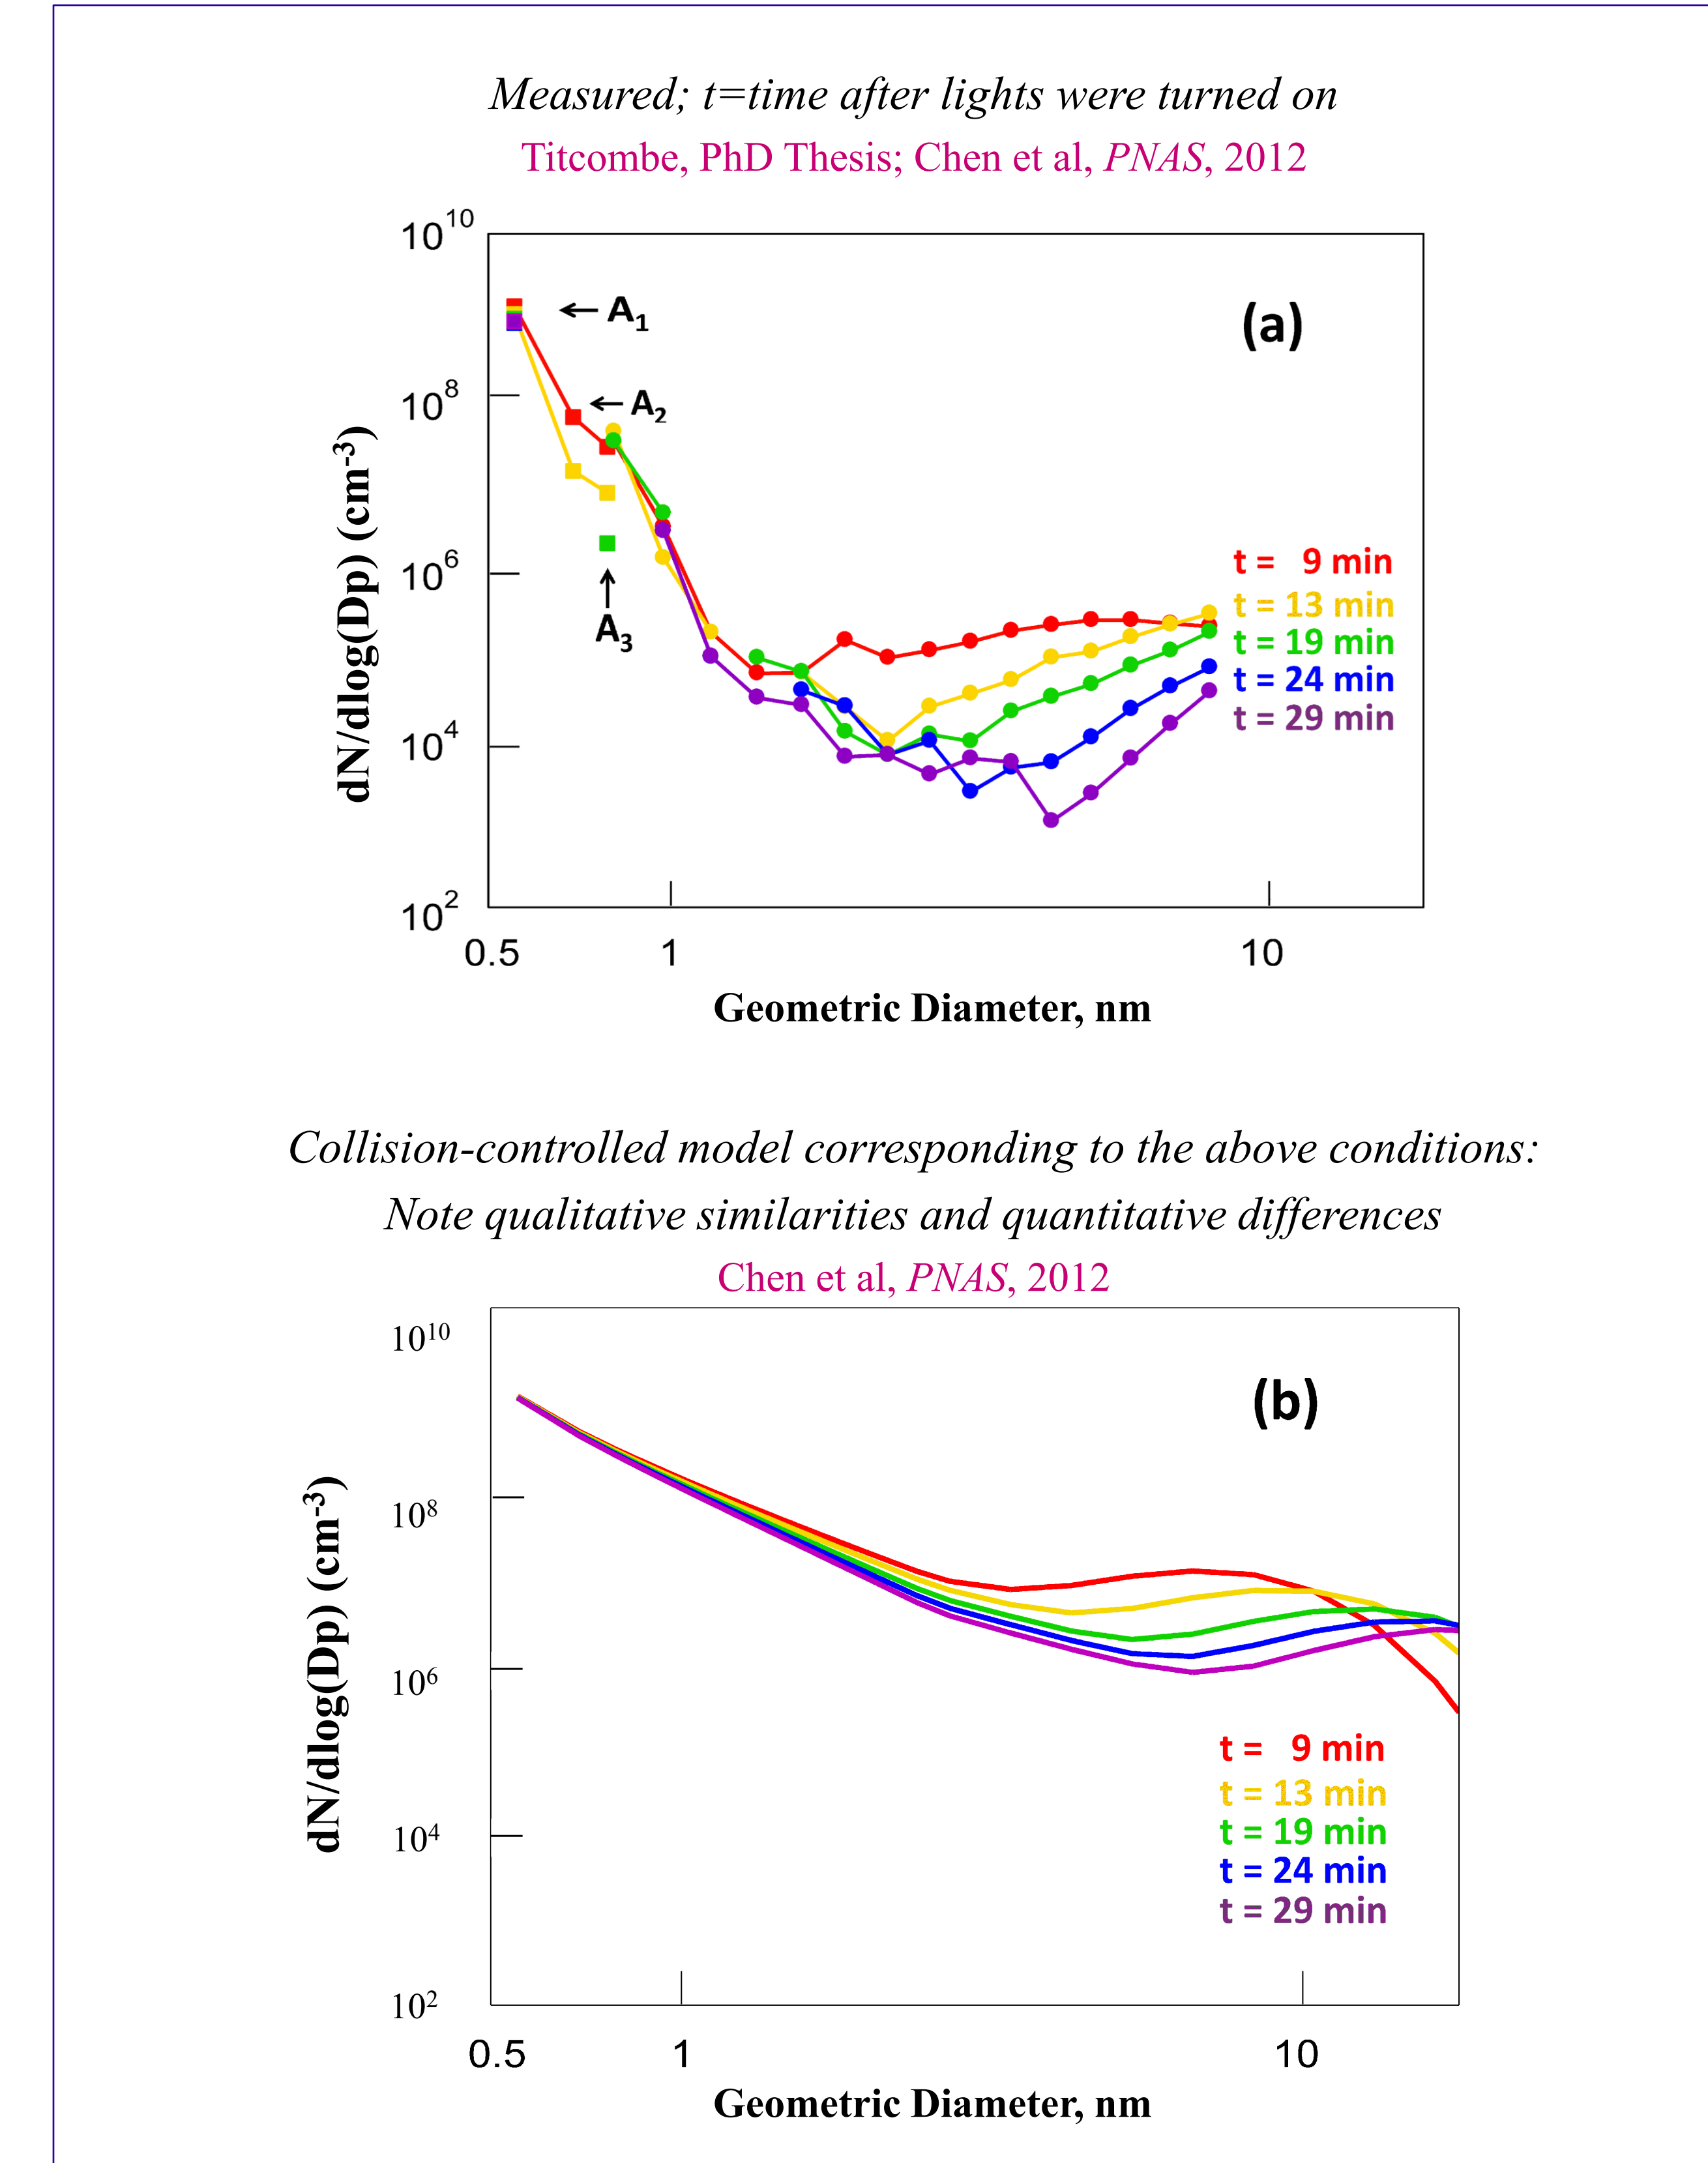 Measured; t=time after lights were turned on
Titcombe, PhD Thesis; Chen et al, PNAS, 2012
10^10
10^8
10^6
10^4
10^2
dN/dlog(Dp) (cm^-3)
(a)
←A₁
←A₂
↑
A₃
t = 9 min
t = 13 min
t = 19 min
t = 24 min
t = 29 min
0.5 1 10
Geometric Diameter, nm
Collision-controlled model corresponding to the above conditions:
Note qualitative similarities and quantitative differences
Chen et al, PNAS, 2012
10^10
10^8
10^6
10^4
10^2
dN/dlog(Dp) (cm^-3)
(b)
t = 9 min
t = 13 min
t = 19 min
t = 24 min
t = 29 min
0.5 1 10
Geometric Diameter, nm